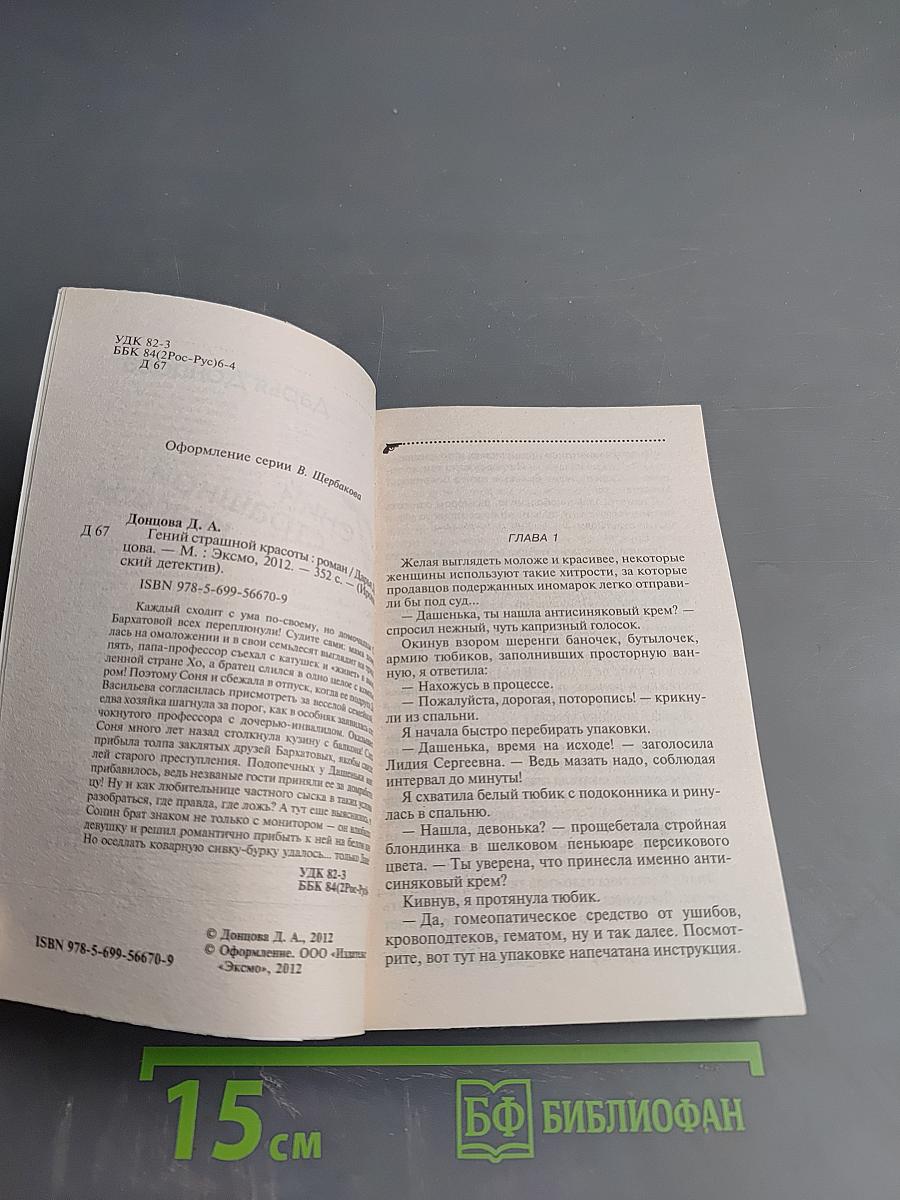 УДК 82-3
ББК 84(2Рос-Рус)6-4
Д 67
Оформление серии В. Щербакова
Донцова Д. А.
Д 67
Гений страшной красоты : роман / Дарья
цова. — М. : Эксмо, 2012. — 352 с. —
ский детектив).
ISBN 978-5-699-56670-9
Каждый сходит с ума по-своему, но домочадцы
Бархатовой всех переплюнули! Судите сами: мама
лась на омоложении и в свои семьдесят выглядит на
пять, папа-профессор съехал с катушек и «живет» в
ленной стране Хо, а братец слился в одно целое с
ром! Поэтому Соня и сбежала в отпуск, когда ее
Васильева согласилась присмотреть за веселой
едва хозяйка шагнула за порог, как в особняк заявилась
чокнутого профессора с дочерью-инвалидом.
Соня много лет назад столкнула кузину с балкона!
прибыла толпа заклятых друзей Бархатовых, якобы
лей старого преступления. Подопечных у Дашеньки
прибавилось, ведь незваные гости приняли ее за
цу! Ну и как любительнице частного сыска в таких
разобраться, где правда, где ложь? А тут еще
Сонин брат знаком не только с монитором — он
девушку и решил романтично прибыть к ней на белом
Но оседлать коварную сивку-бурку удалось... только
УДК 82-3
ББК 84(2Рос-Рус)
© Донцова Д. А., 2012
© Оформление. ООО
«Эксмо», 2012
ISBN 978-5-699-56670-9
ГЛАВА 1
Желая выглядеть моложе и красивее, некоторые
женщины используют такие хитрости, за которые
продавцов подержанных иномарок легко отправи-
ли бы под суд...
— Дашенька, ты нашла антисиняковый крем? —
спросил нежный, чуть капризный голосок.
Окинув взором шеренги баночек, бутылочек,
армию тюбиков, заполнивших просторную ван-
ную, я ответила:
— Нахожусь в процессе.
— Пожалуйста, дорогая, поторопись! — крикну-
ли из спальни.
Я начала быстро перебирать упаковки.
— Дашенька, время на исходе! — заголосила
Лидия Сергеевна. — Ведь мазать надо, соблюдая
интервал до минуты!
Я схватила белый тюбик с подоконника и рину-
лась в спальню.
— Нашла, девонька? — прощебетала стройная
блондинка в шелковом пеньюаре персикового
цвета. — Ты уверена, что принесла именно анти-
синяковый крем?
Кивнув, я протянула тюбик.
— Да, гомеопатическое средство от ушибов,
кровоподтеков, гематом, ну и так далее. Посмот-
рите, вот тут на упаковке напечатана инструкция.
15 см
БФ БИБЛИОФАН